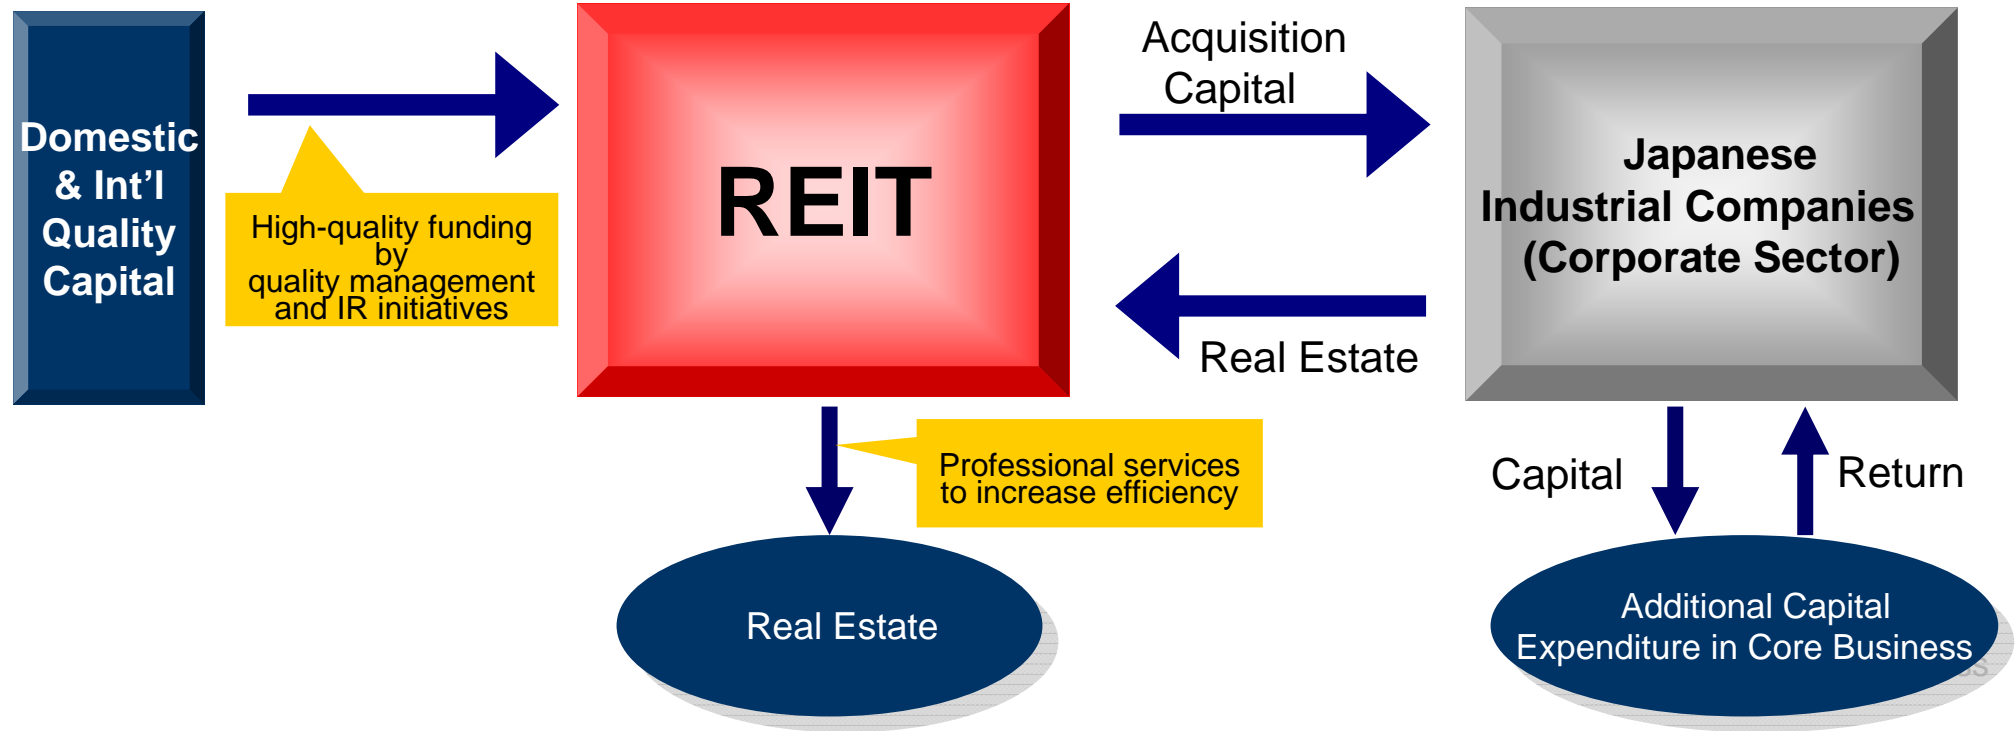 Domestic
& Int’l
Quality
Capital
High-quality funding
by
quality management
and IR initiatives
REIT
Acquisition
Capital
Real Estate
Japanese
Industrial Companies
(Corporate Sector)
Professional services
to increase efficiency
Real Estate
Capital
Return
Additional Capital
Expenditure in Core Business